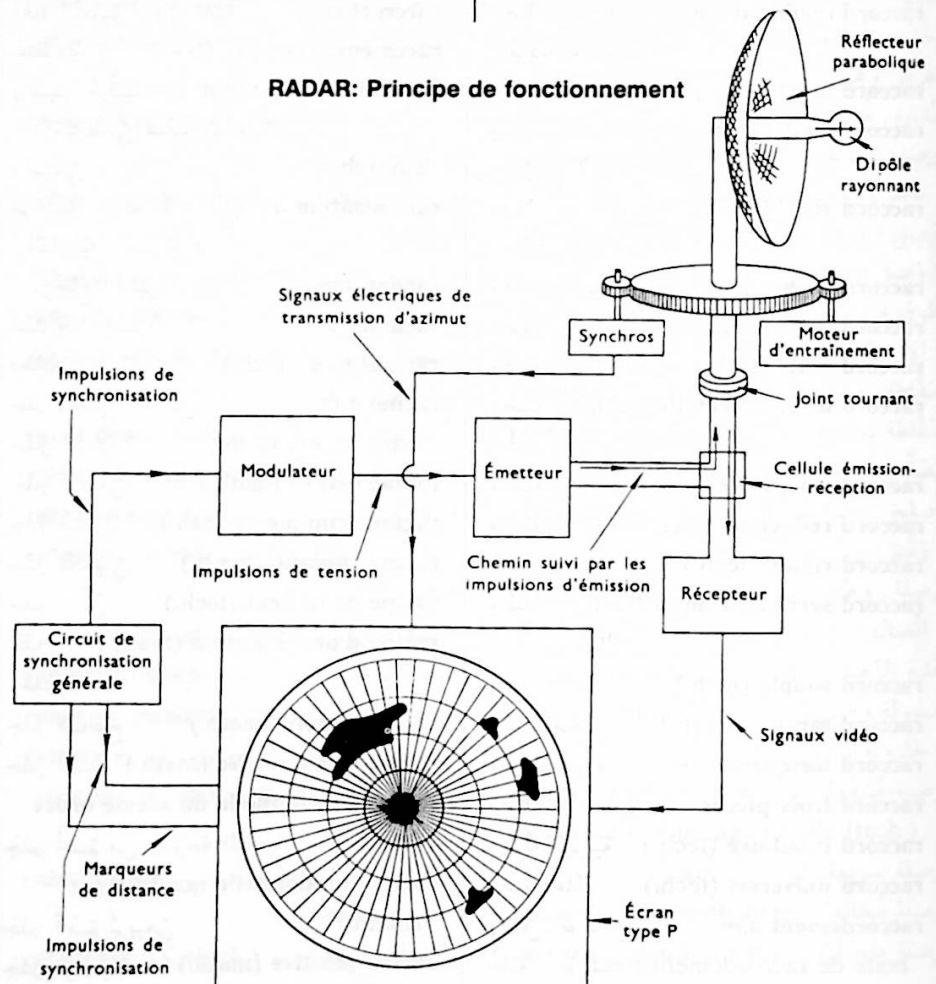 RADAR: Principe de fonctionnement
Réflecteur
parabolique
Dipôle
rayonnant
Signaux électriques de
transmission d'azimut
Synchros
Moteur
d'entraînement
Impulsions de
synchronisation
Joint tournant
Modulateur
Émetteur
Cellule émission-
réception
Impulsions de tension
Chemin suivi par les
impulsions d'émission
Récepteur
Circuit de
synchronisation
générale
Signaux vidéo
Marqueurs
de distance
Écran
type P
Impulsions de
synchronisation